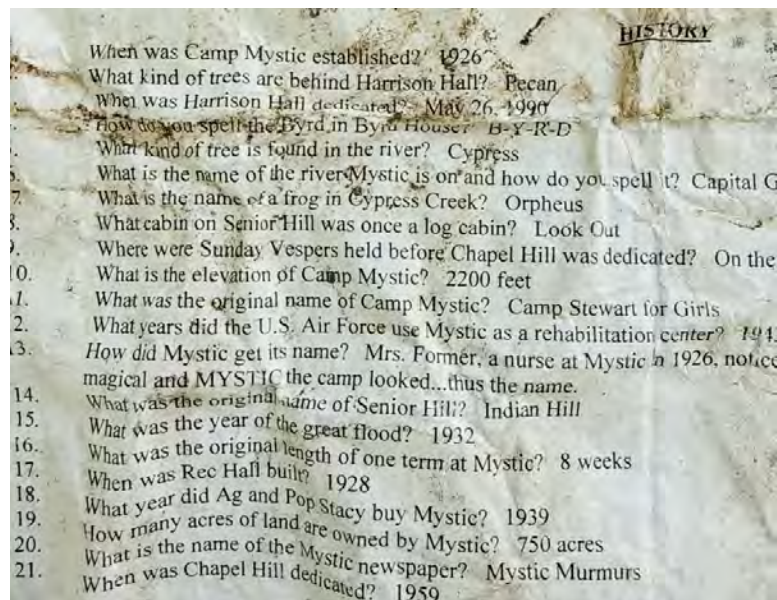 HISTORY
When was Camp Mystic established? 1926
What kind of trees are behind Harrison Hall? Pecan
When was Harrison Hall dedicated? May 26, 1990
How do you spell the Byrd in Byrd House? B-Y-R-D
What kind of tree is found in the river? Cypress
What is the name of the river Mystic is on and how do you spell it? Capital G
7. What is the name of a frog in Cypress Creek? Orpheus
8. What cabin on Senior Hill was once a log cabin? Look Out
9. Where were Sunday Vespers held before Chapel Hill was dedicated? On the
10. What is the elevation of Camp Mystic? 2200 feet
11. What was the original name of Camp Mystic? Camp Stewart for Girls
2. What years did the U.S. Air Force use Mystic as a rehabilitation center? 194
13. How did Mystic get its name? Mrs. Former, a nurse at Mystic in 1926, notice
magical and MYSTIC the camp looked...thus the name.
14. What was the original name of Senior Hill? Indian Hill
15. What was the year of the great flood? 1932
16. What was the original length of one term at Mystic? 8 weeks
17. When was Rec Hall built? 1928
18. What year did Ag and Pop Stacy buy Mystic? 1939
19. How many acres of land are owned by Mystic? 750 acres
20. What is the name of the Mystic newspaper? Mystic Murmurs
21. When was Chapel Hill dedicated? 1959